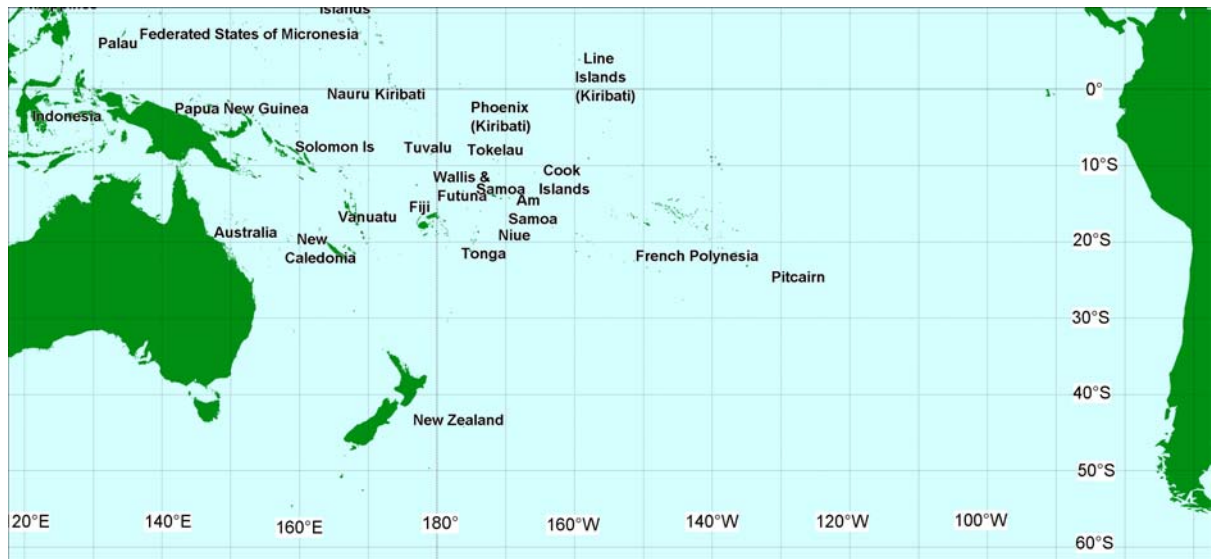 Islands
Federated States of Micronesia
Palau
Line
Islands
(Kiribati)
0°
Nauru Kiribati
Papua New Guinea
Phoenix
(Kiribati)
Indonesia
Solomon Is
Tuvalu
Tokelau
10°S
Cook
Islands
Wallis &
Futuna
Samoa
Am
Samoa
Fiji
Vanuatu
Australia
New
Caledonia
Niue
20°S
Tonga
French Polynesia
Pitcairn
30°S
40°S
New Zealand
50°S
120°E
140°E
160°E
180°
160°W
140°W
120°W
100°W
60°S